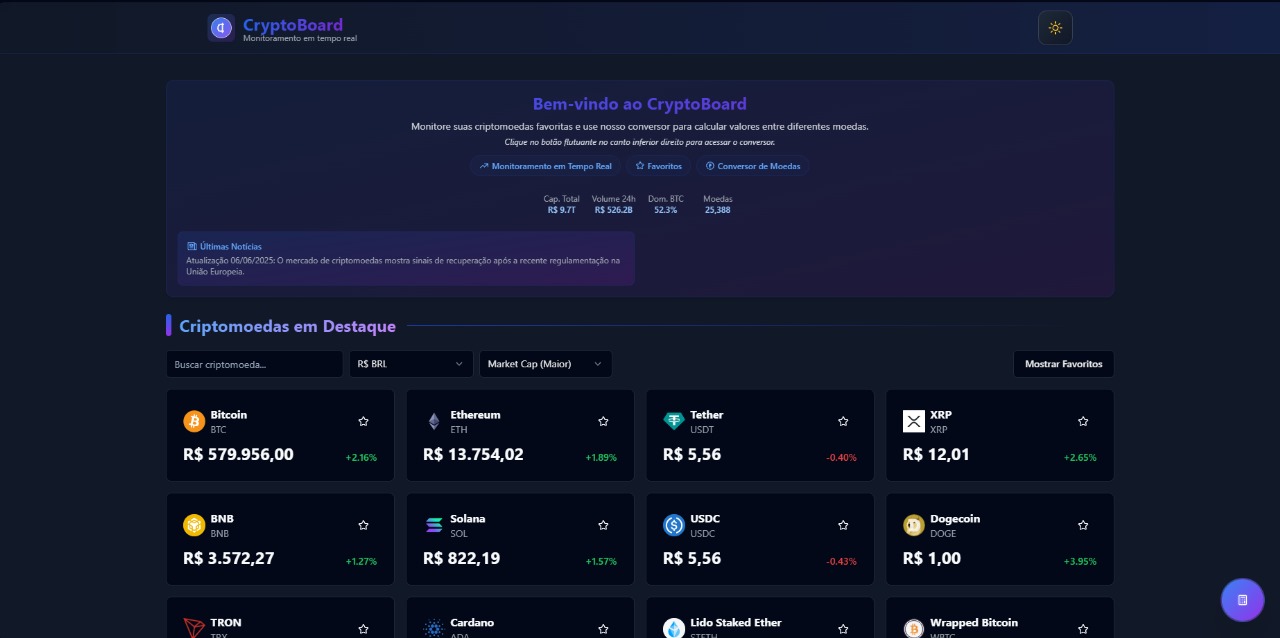 CryptoBoard
Monitoramento em tempo real
Bem-vindo ao CryptoBoard
Monitore suas criptomoedas favoritas e use nosso conversor para calcular valores entre diferentes moedas.
Clique no botão flutuante no canto inferior direito para acessar o conversor.
Monitoramento em Tempo Real Favoritos Conversor de Moedas
Cap. Total Volume 24h Dom. BTC Moedas
R$ 9.7T R$ 526.2B 52.3% 25,388
Últimas Notícias
Atualização 06/06/2025: O mercado de criptomoedas mostra sinais de recuperação após a recente regulamentação na
União Europeia.
Criptomoedas em Destaque
Buscar criptomoeda... R$ BRL Market Cap (Maior) Mostrar Favoritos
Bitcoin
BTC
R$ 579.956,00 +2.16%
Ethereum
ETH
R$ 13.754,02 +1.89%
Tether
USDT
R$ 5,56 -0.40%
XRP
XRP
R$ 12,01 +2.65%
BNB
BNB
R$ 3.572,27 +1.27%
Solana
SOL
R$ 822,19 +1.57%
USDC
USDC
R$ 5,56 -0.43%
Dogecoin
DOGE
R$ 1,00 +3.95%
TRON
TRX
Cardano
ADA
Lido Staked Ether
STETH
Wrapped Bitcoin
WBTC